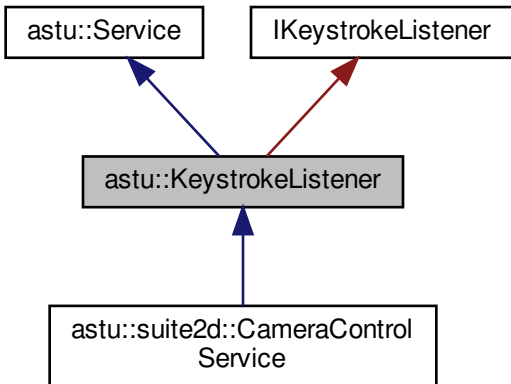 astu::Service
IKeystrokeListener
astu::KeystrokeListener
astu::suite2d::CameraControl
Service